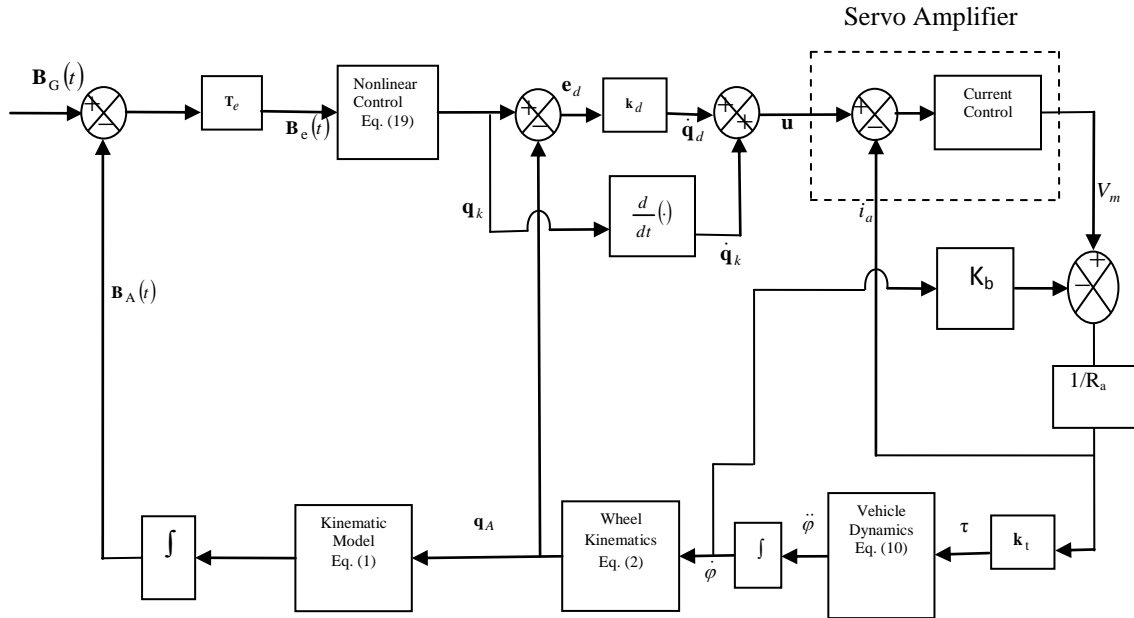 Servo Amplifier
B_G(t)
+
−
T_e
B_e(t)
Nonlinear
Control
Eq. (19)
+
−
e_d
k_d
q̇_d
+
+
u
+
−
Current
Control
q_k
d/dt (·)
q̇_k
i_a
V_m
B_A(t)
K_b
+
−
1/R_a
∫
Kinematic
Model
Eq. (1)
q_A
Wheel
Kinematics
Eq. (2)
φ̇
∫
φ̈
Vehicle
Dynamics
Eq. (10)
τ
k_t